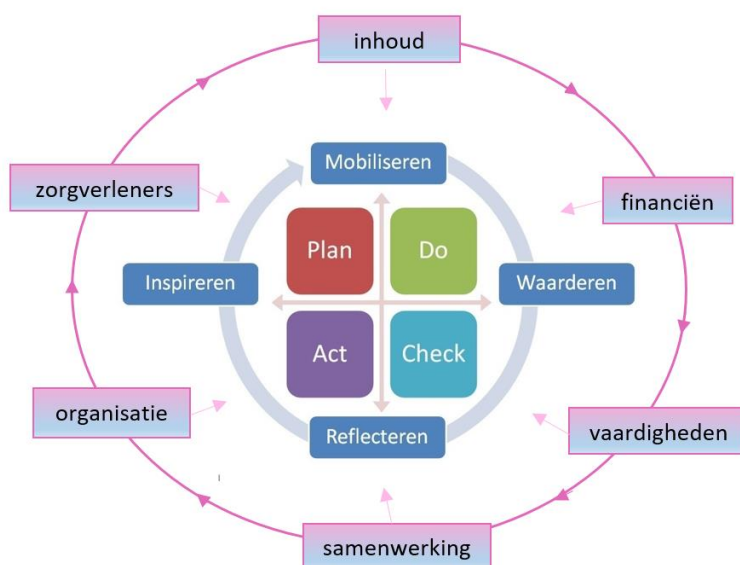 inhoud
Mobiliseren
zorgverleners
financiën
Plan
Do
Inspireren
Waarderen
Act
Check
organisatie
vaardigheden
Reflecteren
samenwerking